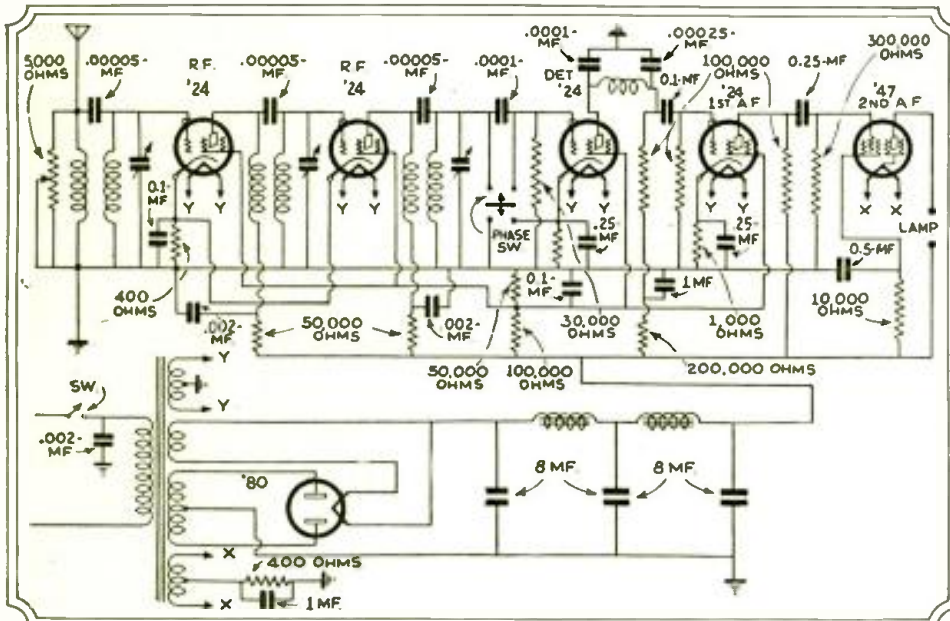 5,000
OHMS
.00005-
MF
R.F.
'24
.00005-
MF
R.F.
'24
.00005-
MF
.0001-
MF
.0001-
MF
DET
'24
.00025-
MF
0.1-MF
100,000
OHMS
'24
1ST AF
0.25-MF
300,000
OHMS
'47
2ND AF
0.1-
MF
Y Y
Y Y
PHASE
SW
Y Y
.25-
MF
Y Y
.25-
MF
X X
LAMP
400
OHMS
.002-
MF
50,000
OHMS
.002-
MF
0.1-
MF
30,000
OHMS
1 MF
1,000
OHMS
0.5-MF
10,000
OHMS
50,000
OHMS
100,000
OHMS
200,000 OHMS
SW.
.002-
MF
Y
Y
'80
8 MF.
8 MF.
X
400 OHMS
X
1 MF.